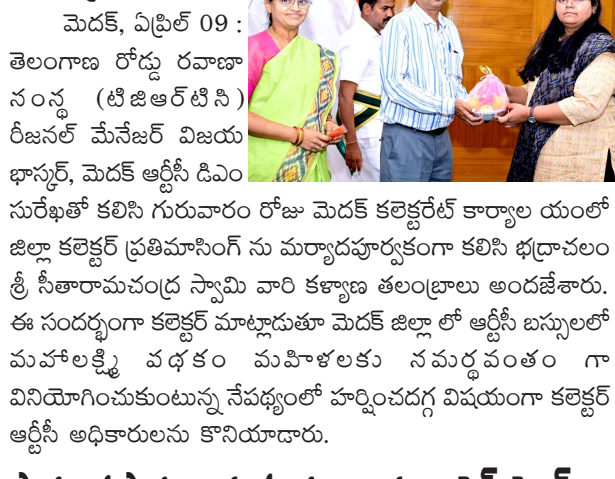 మెదక్, ఏప్రిల్ 09 :
తెలంగాణ రోడ్డు రవాణా
నంన్థ (టిజిఆర్‌టిసి)
రీజనల్ మేనేజర్ విజయ
భాస్కర్, మెదక్ ఆర్టీసీ డిఎం
సురేఖతో కలిసి గురువారం రోజు మెదక్ కలెక్టరేట్ కార్యాల యంలో
జిల్లా కలెక్టర్ ప్రతిమాసింగ్ ను మర్యాదపూర్వకంగా కలిసి భద్రాచలం
శ్రీ సీతారామచంద్ర స్వామి వారి కళ్యాణ తలంబ్రాలు అందజేశారు.
ఈ సందర్భంగా కలెక్టర్ మాట్లాడుతూ మెదక్ జిల్లా లో ఆర్టీసీ బస్సులలో
మహాలక్ష్మి వథకం మహిళలకు నమర్థవంతం గా
వినియోగించుకుంటున్న నేపథ్యంలో హర్షించదగ్గ విషయంగా కలెక్టర్
ఆర్టీసీ అధికారులను కొనియాడారు.